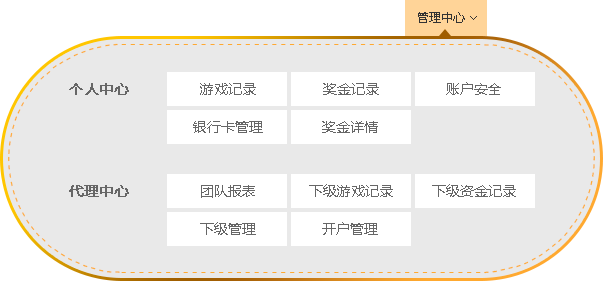 管理中心
个人中心 游戏记录 奖金记录 账户安全
银行卡管理 奖金详情
代理中心 团队报表 下级游戏记录 下级资金记录
下级管理 开户管理